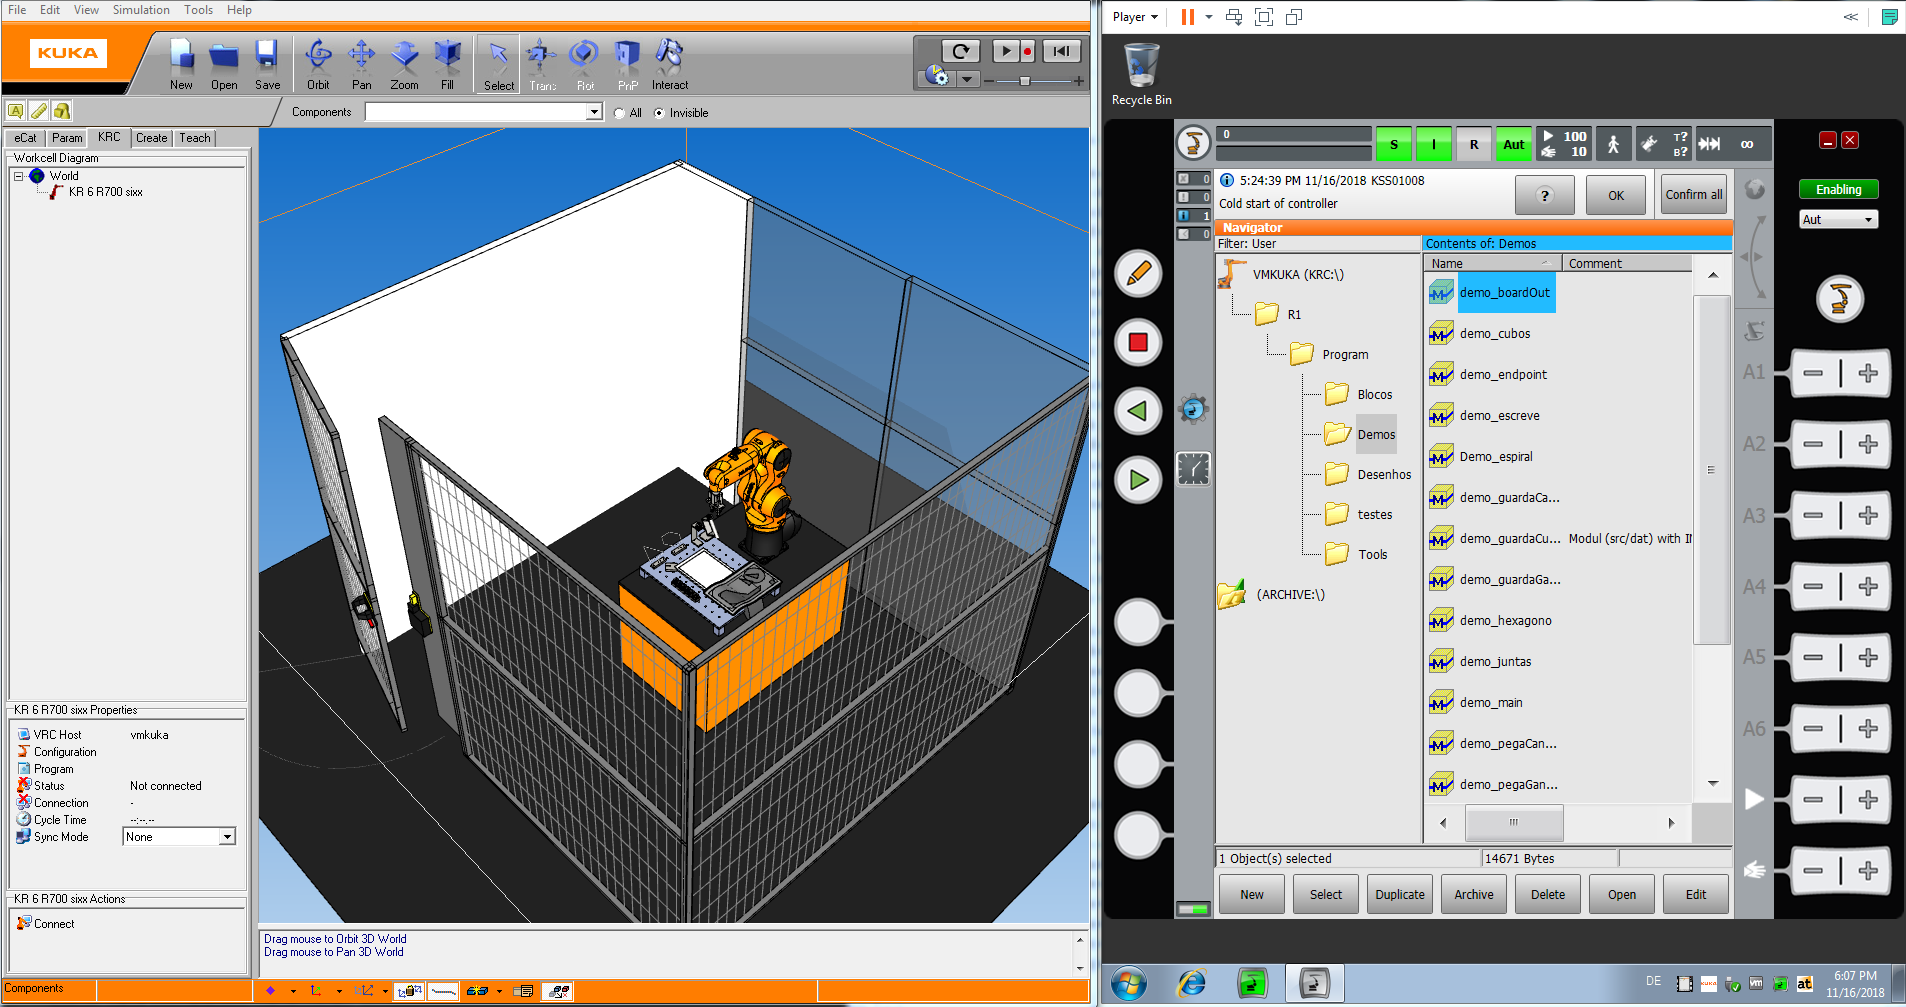 File Edit View Simulation Tools Help
KUKA
New Open Save Orbit Pan Zoom Fill Select Trans Rot PnP Interact
Components All Invisible
eCat Param KRC Create Teach
Workcell Diagram
World
KR 6 R700 sixx
KR 6 R700 sixx Properties
VRC Host vmkuka
Configuration
Program
Status Not connected
Connection -
Cycle Time --:--.--
Sync Mode None
KR 6 R700 sixx Actions
Connect
Drag mouse to Orbit 3D World
Drag mouse to Pan 3D World
Components
Player
Recycle Bin
0
S I R Aut
100
10
T?
B?
∞
0
0
1
0
5:24:39 PM 11/16/2018 KSS01008
Cold start of controller
? OK Confirm all
Navigator
Filter: User
Contents of: Demos
VMKUKA (KRC:\)
R1
Program
Blocos
Demos
Desenhos
testes
Tools
(ARCHIVE:\)
Name Comment
demo_boardOut
demo_cubos
demo_endpoint
demo_escreve
Demo_espiral
demo_guardaCa...
demo_guardaCu... Modul (src/dat) with II
demo_guardaGa...
demo_hexagono
demo_juntas
demo_main
demo_pegaCan...
demo_pegaGan...
1 Object(s) selected 14671 Bytes
New Select Duplicate Archive Delete Open Edit
Enabling
Aut
A1
A2
A3
A4
A5
A6
DE
6:07 PM
11/16/2018